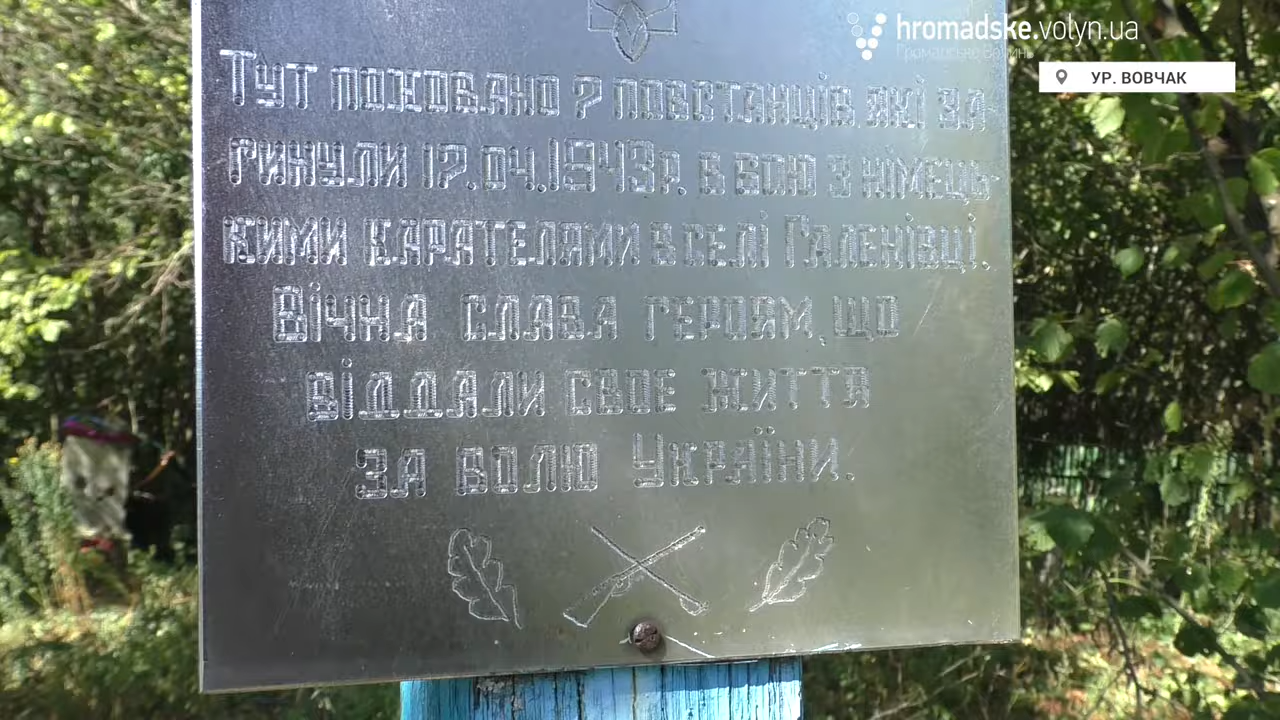 hromadske.volyn.ua
Громадське Волинь
УР. ВОВЧАК
Тут поховано 7 повстанців, які за-
гинули 17.04.1943р. в бою з німець-
кими карателями в селі Галенівці.
Вічна слава героям, що
віддали своє життя
за волю України.